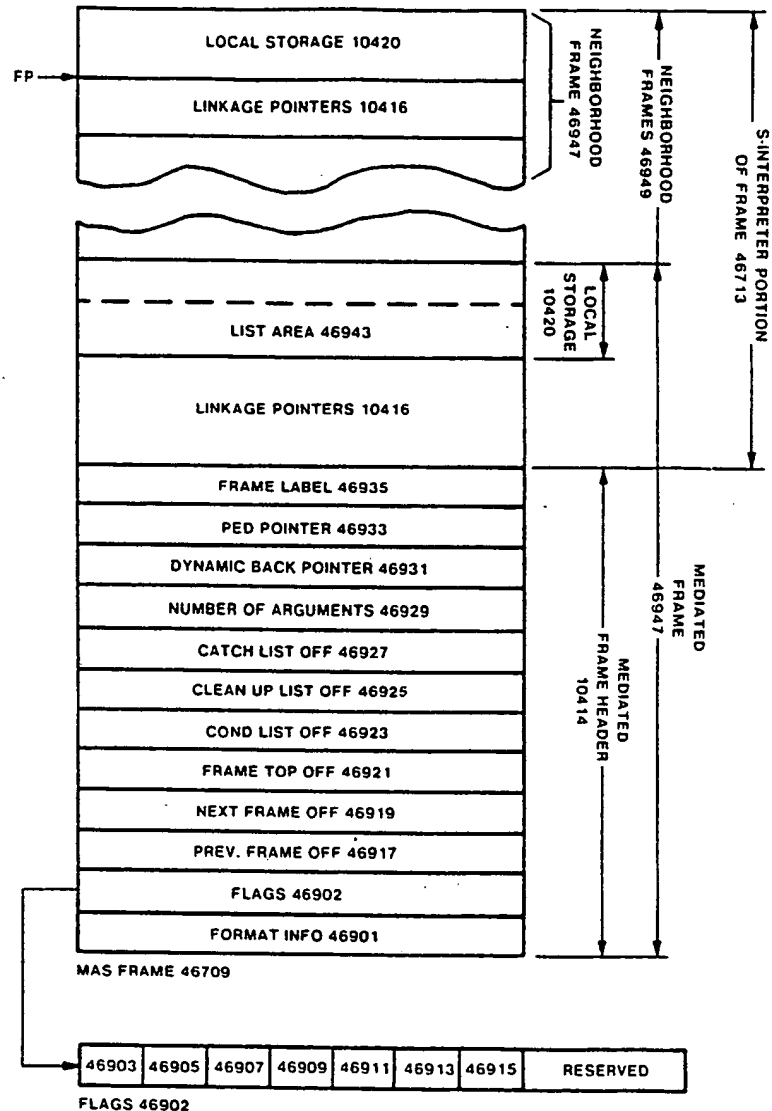 LOCAL STORAGE 10420
FP
LINKAGE POINTERS 10416
NEIGHBORHOOD
FRAME 46947
NEIGHBORHOOD
FRAMES 46949
S-INTERPRETER PORTION
OF FRAME 46713
LIST AREA 46943
LOCAL
STORAGE
10420
LINKAGE POINTERS 10416
FRAME LABEL 46935
PED POINTER 46933
DYNAMIC BACK POINTER 46931
NUMBER OF ARGUMENTS 46929
CATCH LIST OFF 46927
CLEAN UP LIST OFF 46925
COND LIST OFF 46923
FRAME TOP OFF 46921
NEXT FRAME OFF 46919
PREV. FRAME OFF 46917
FLAGS 46902
FORMAT INFO 46901
MEDIATED
FRAME HEADER
10414
MEDIATED
FRAME
46947
MAS FRAME 46709
46903 46905 46907 46909 46911 46913 46915 RESERVED
FLAGS 46902